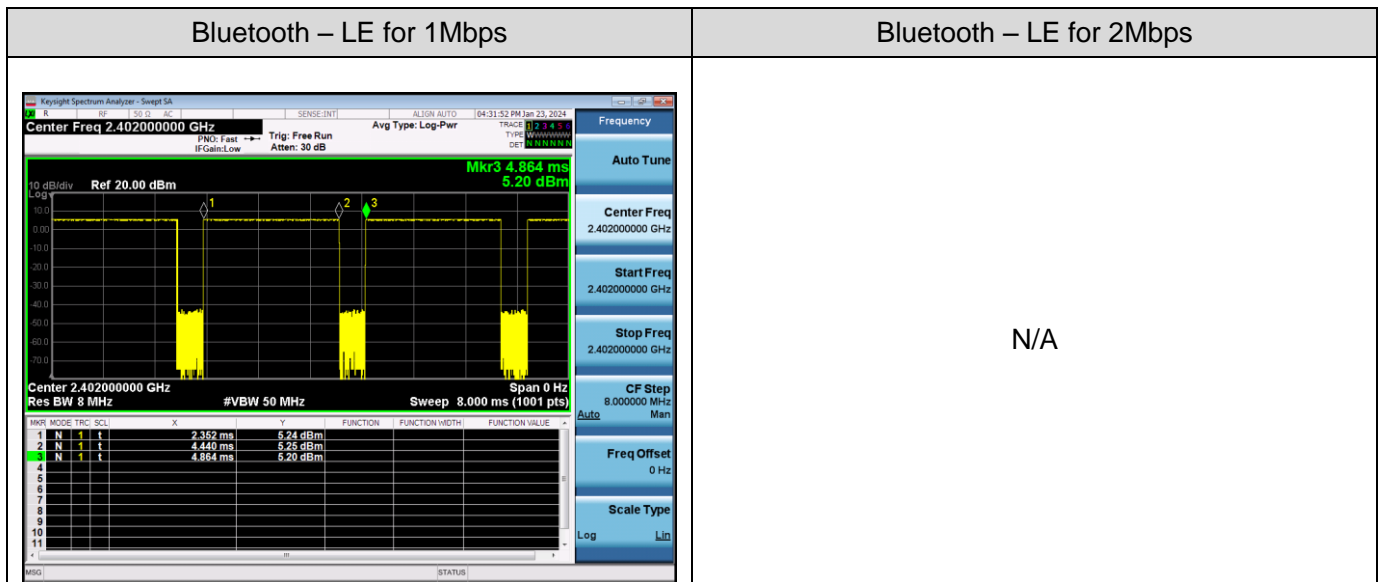 Bluetooth – LE for 1Mbps
Bluetooth – LE for 2Mbps
Keysight Spectrum Analyzer - Swept SA
R RF 50 Ω AC SENSE:INT ALIGN AUTO 04:31:52 PM Jan 23, 2024
Center Freq 2.402000000 GHz
PNO: Fast
IFGain:Low
Trig: Free Run
Atten: 30 dB
Avg Type: Log-Pwr
TRACE 1 2 3 4 5 6
TYPE WWWWWW
DET N N N N N N
Mkr3 4.864 ms
5.20 dBm
10 dB/div Ref 20.00 dBm
Log
1 2 3
10.0
0.00
-10.0
-20.0
-30.0
-40.0
-50.0
-60.0
-70.0
Center 2.402000000 GHz Span 0 Hz
Res BW 8 MHz #VBW 50 MHz Sweep 8.000 ms (1001 pts)
MKR MODE TRC SCL X Y FUNCTION FUNCTION WIDTH FUNCTION VALUE
1 N 1 t 2.352 ms 5.24 dBm
2 N 1 t 4.440 ms 5.25 dBm
3 N 1 t 4.864 ms 5.20 dBm
4
5
6
7
8
9
10
11
MSG STATUS
Frequency
Auto Tune
Center Freq
2.402000000 GHz
Start Freq
2.402000000 GHz
Stop Freq
2.402000000 GHz
CF Step
8.000000 MHz
Auto Man
Freq Offset
0 Hz
Scale Type
Log Lin
N/A